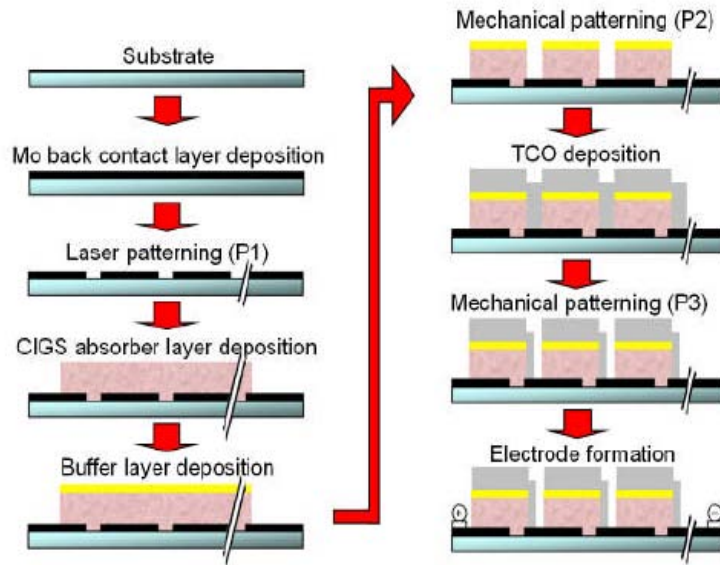 Substrate
Mo back contact layer deposition
Laser patterning (P1)
CIGS absorber layer deposition
Buffer layer deposition
Mechanical patterning (P2)
TCO deposition
Mechanical patterning (P3)
Electrode formation
+
-